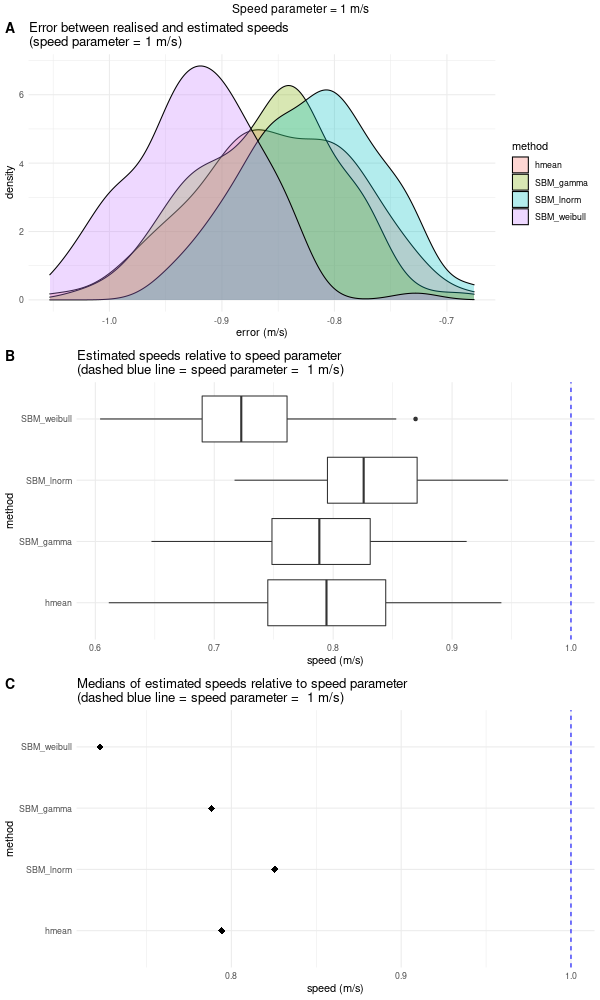 Speed parameter = 1 m/s
A
Error between realised and estimated speeds
(speed parameter = 1 m/s)
density
6
4
2
0
-1.0
-0.9
-0.8
-0.7
error (m/s)
method
hmean
SBM_gamma
SBM_lnorm
SBM_weibull
B
Estimated speeds relative to speed parameter
(dashed blue line = speed parameter =  1 m/s)
method
SBM_weibull
SBM_lnorm
SBM_gamma
hmean
0.6
0.7
0.8
0.9
1.0
speed (m/s)
C
Medians of estimated speeds relative to speed parameter
(dashed blue line = speed parameter =  1 m/s)
method
SBM_weibull
SBM_gamma
SBM_lnorm
hmean
0.8
0.9
1.0
speed (m/s)